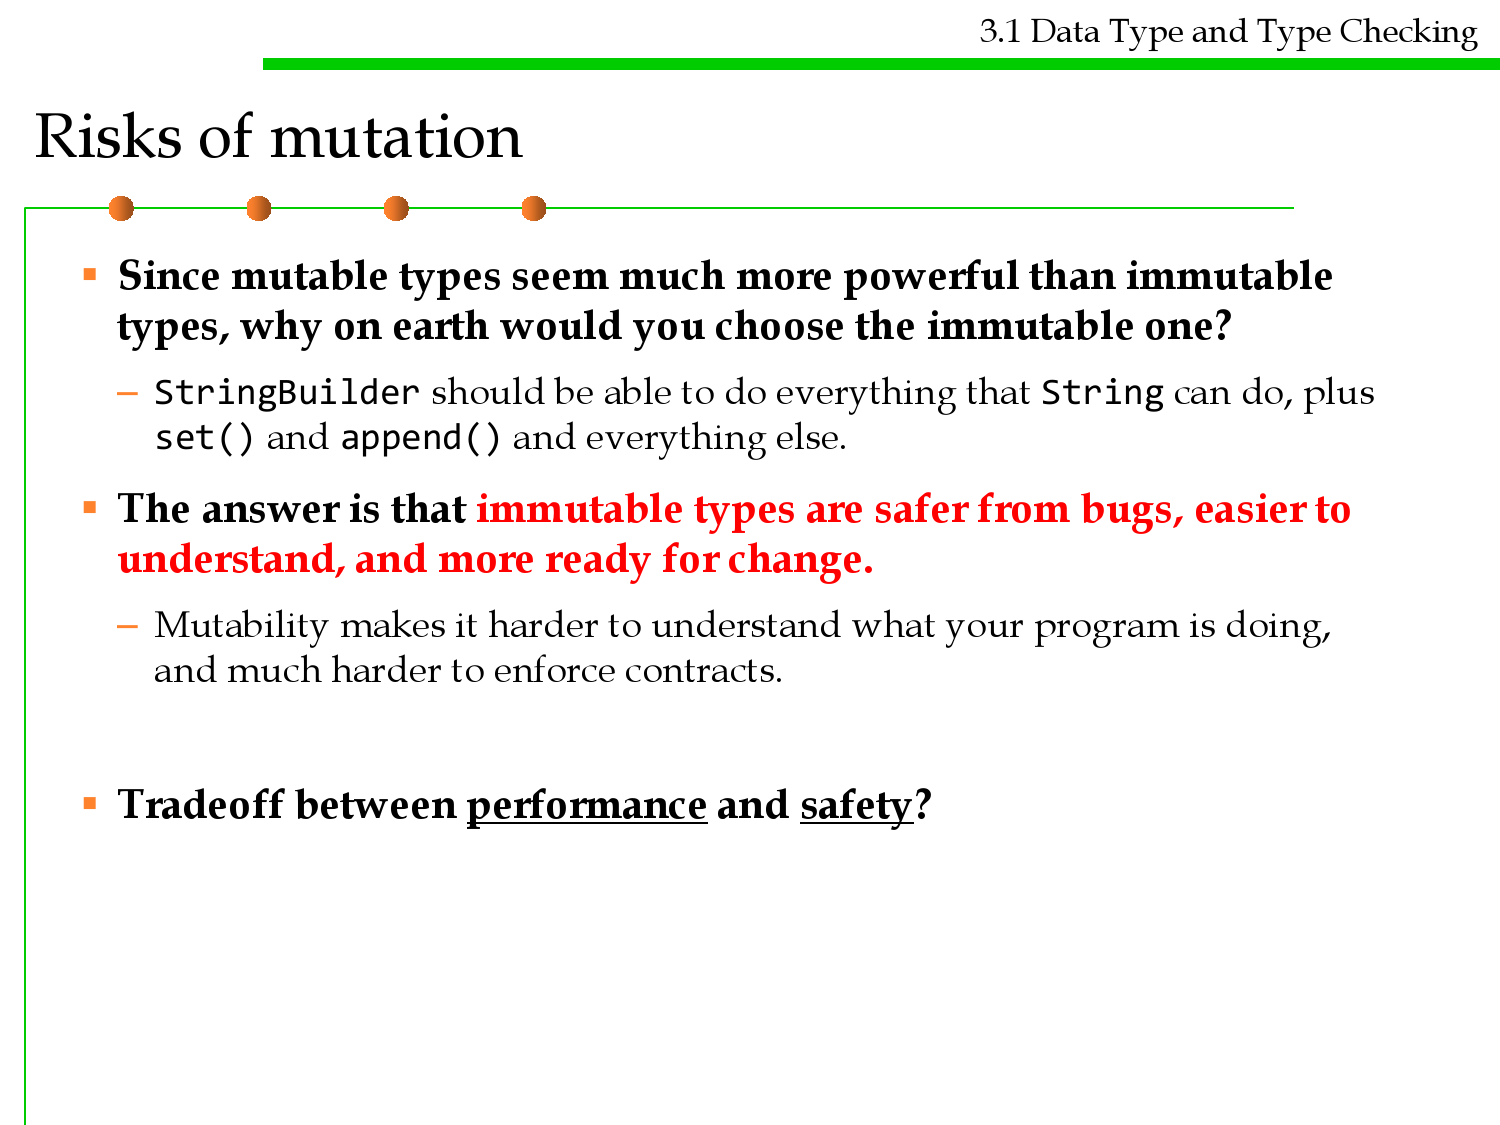 3.1 Data Type and Type Checking
Risks of mutation
▪ Since mutable types seem much more powerful than immutable
types, why on earth would you choose the immutable one?
– StringBuilder should be able to do everything that String can do, plus
set() and append() and everything else.
▪ The answer is that immutable types are safer from bugs, easier to
understand, and more ready for change.
– Mutability makes it harder to understand what your program is doing,
and much harder to enforce contracts.
▪ Tradeoff between performance and safety?